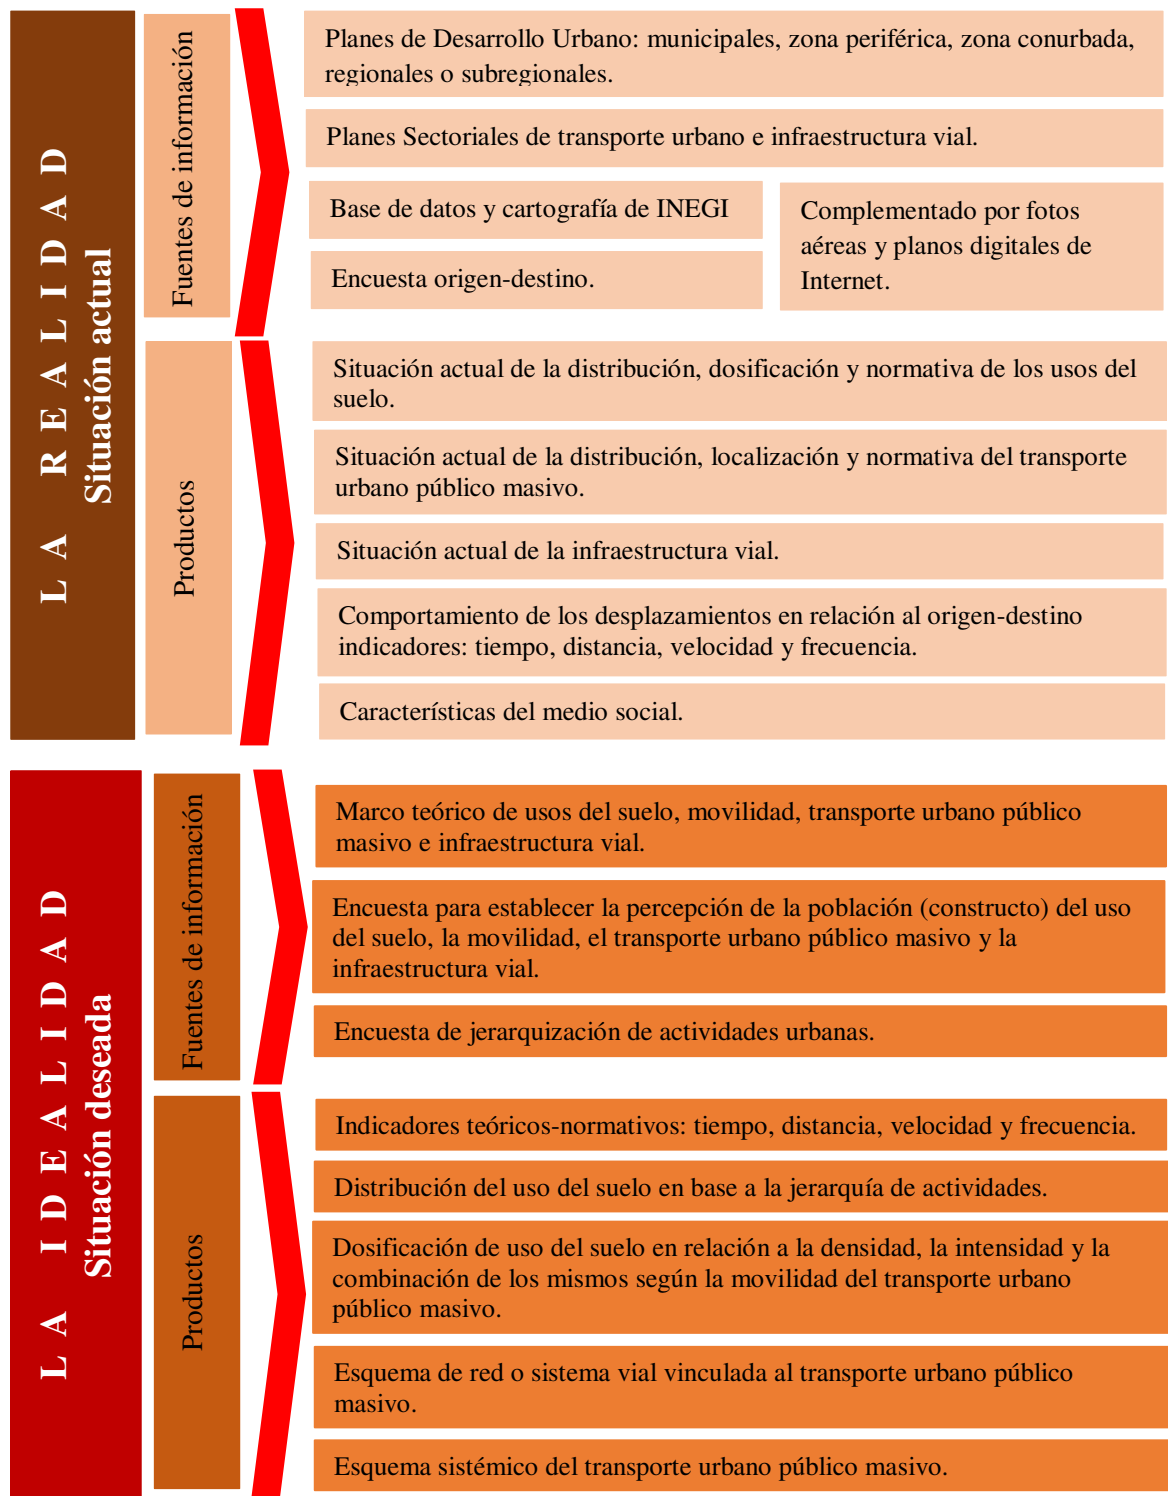 LA REALIDAD
Situación actual
Fuentes de información
Planes de Desarrollo Urbano: municipales, zona periférica, zona conurbada,
regionales o subregionales.
Planes Sectoriales de transporte urbano e infraestructura vial.
Base de datos y cartografía de INEGI
Encuesta origen-destino.
Complementado por fotos
aéreas y planos digitales de
Internet.
Productos
Situación actual de la distribución, dosificación y normativa de los usos del
suelo.
Situación actual de la distribución, localización y normativa del transporte
urbano público masivo.
Situación actual de la infraestructura vial.
Comportamiento de los desplazamientos en relación al origen-destino
indicadores: tiempo, distancia, velocidad y frecuencia.
Características del medio social.
LA IDEALIDAD
Situación deseada
Fuentes de información
Marco teórico de usos del suelo, movilidad, transporte urbano público
masivo e infraestructura vial.
Encuesta para establecer la percepción de la población (constructo) del uso
del suelo, la movilidad, el transporte urbano público masivo y la
infraestructura vial.
Encuesta de jerarquización de actividades urbanas.
Productos
Indicadores teóricos-normativos: tiempo, distancia, velocidad y frecuencia.
Distribución del uso del suelo en base a la jerarquía de actividades.
Dosificación de uso del suelo en relación a la densidad, la intensidad y la
combinación de los mismos según la movilidad del transporte urbano
público masivo.
Esquema de red o sistema vial vinculada al transporte urbano público
masivo.
Esquema sistémico del transporte urbano público masivo.